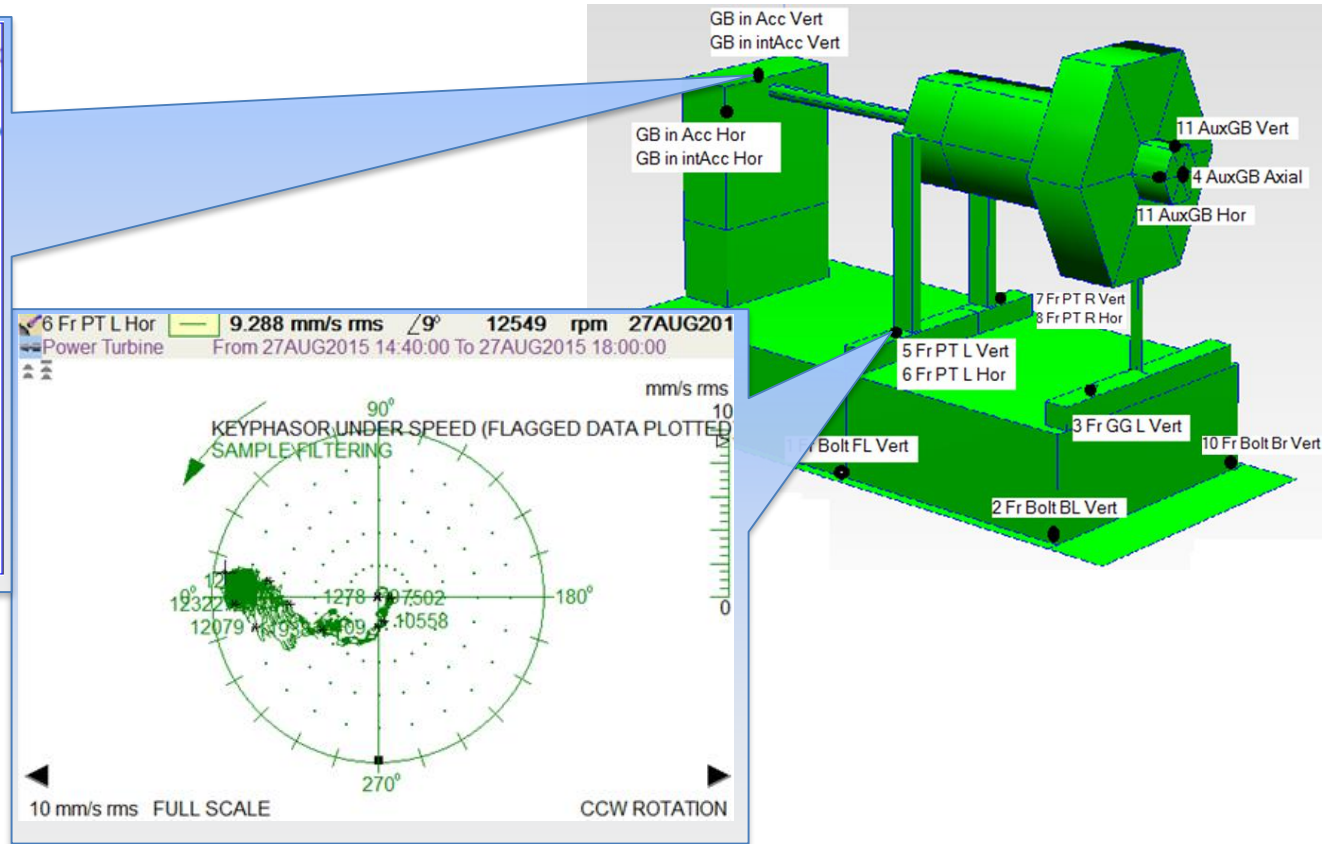 GB in Acc Vert
GB in intAcc Vert
GB in Acc Hor
GB in intAcc Hor
11 AuxGB Vert
4 AuxGB Axial
11 AuxGB Hor
7 Fr PT R Vert
8 Fr PT R Hor
5 Fr PT L Vert
6 Fr PT L Hor
3 Fr GG L Vert
10 Fr Bolt Br Vert
Fr Bolt FL Vert
2 Fr Bolt BL Vert
6 Fr PT L Hor 9.288 mm/s rms ∠9° 12549 rpm 27AUG201
Power Turbine From 27AUG2015 14:40:00 To 27AUG2015 18:00:00
mm/s rms
10
90°
KEYPHASOR UNDER SPEED (FLAGGED DATA PLOTTED
SAMPLE FILTERING
0°
12322
1278
7502
180°
0
12079
10558
270°
10 mm/s rms FULL SCALE
CCW ROTATION